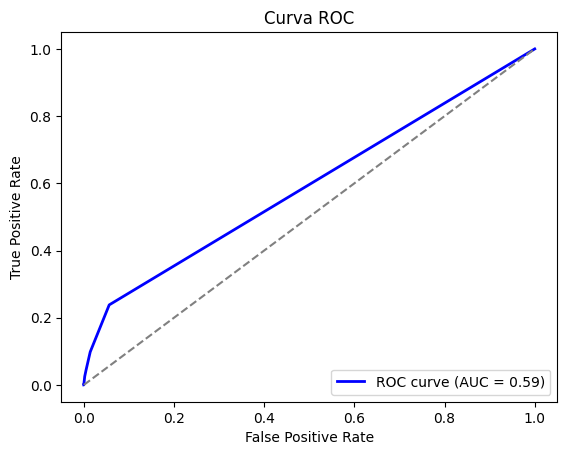 Curva ROC
True Positive Rate
1.0
0.8
0.6
0.4
0.2
0.0
ROC curve (AUC = 0.59)
0.0 0.2 0.4 0.6 0.8 1.0
False Positive Rate